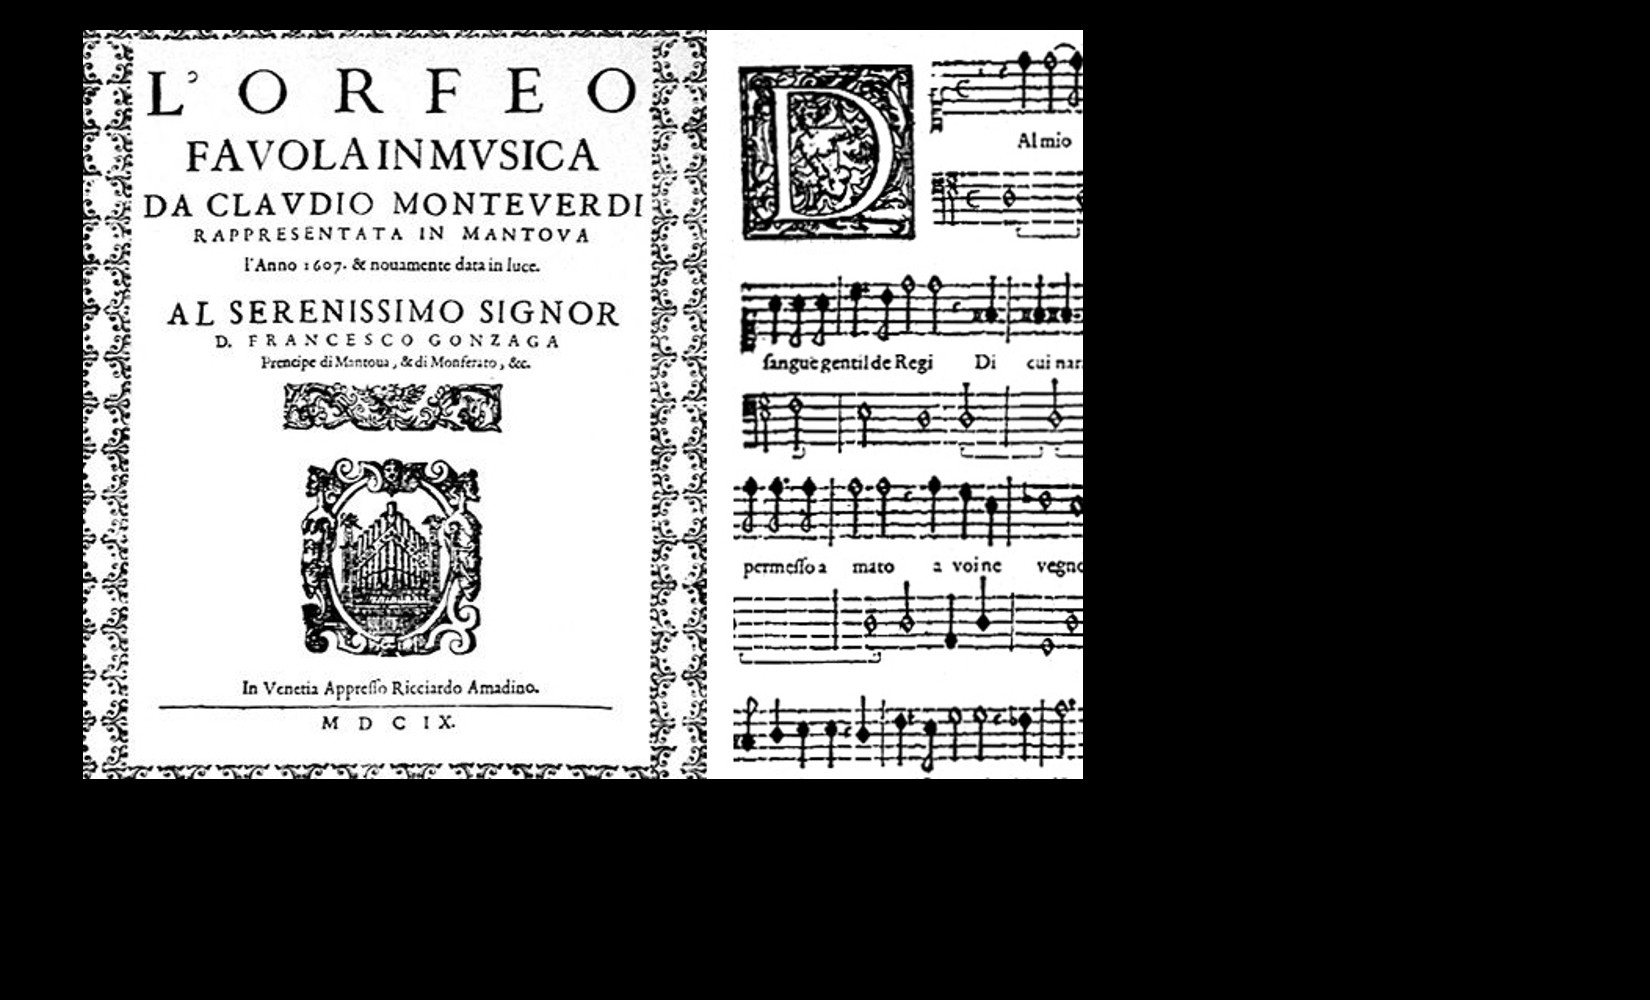 L'ORFEO
FAVOLA IN MVSICA
DA CLAVDIO MONTEVERDI
RAPPRESENTATA IN MANTOVA
l'Anno 1607. & nouamente data in luce.
AL SERENISSIMO SIGNOR
D. FRANCESCO GONZAGA
Prencipe di Mantoua, & di Monferato, &c.
In Venetia Appresso Ricciardo Amadino.
MDCIX.
D
Al mio
sangue gentil de Regi Di cui nar
permesso a mato a voi ne vegno